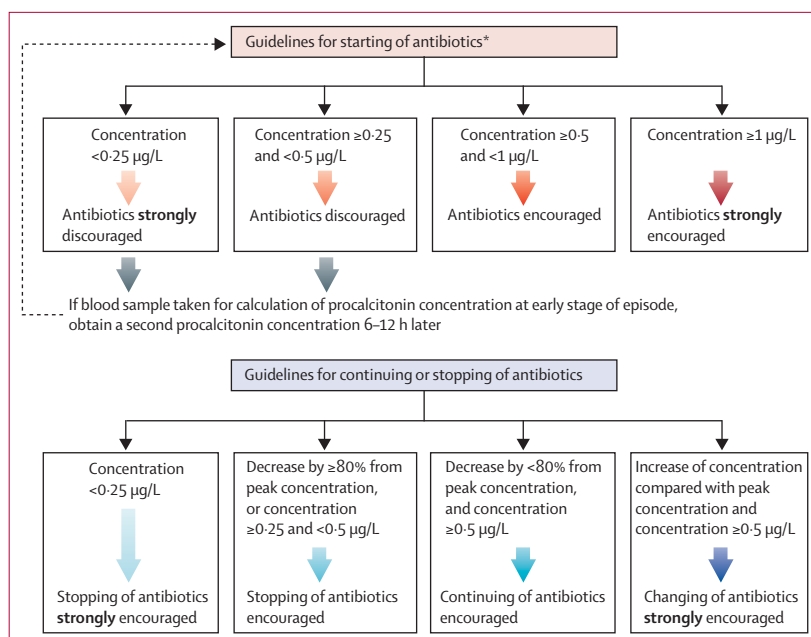 Guidelines for starting of antibiotics*
Concentration
<0·25 µg/L
Antibiotics strongly
discouraged
Concentration ≥0·25
and <0·5 µg/L
Antibiotics discouraged
Concentration ≥0·5
and <1 µg/L
Antibiotics encouraged
Concentration ≥1 µg/L
Antibiotics strongly
encouraged
If blood sample taken for calculation of procalcitonin concentration at early stage of episode,
obtain a second procalcitonin concentration 6–12 h later
Guidelines for continuing or stopping of antibiotics
Concentration
<0·25 µg/L
Stopping of antibiotics
strongly encouraged
Decrease by ≥80% from
peak concentration,
or concentration
≥0·25 and <0·5 µg/L
Stopping of antibiotics
encouraged
Decrease by <80% from
peak concentration,
and concentration
≥0·5 µg/L
Continuing of antibiotics
encouraged
Increase of concentration
compared with peak
concentration and
concentration ≥0·5 µg/L
Changing of antibiotics
strongly encouraged